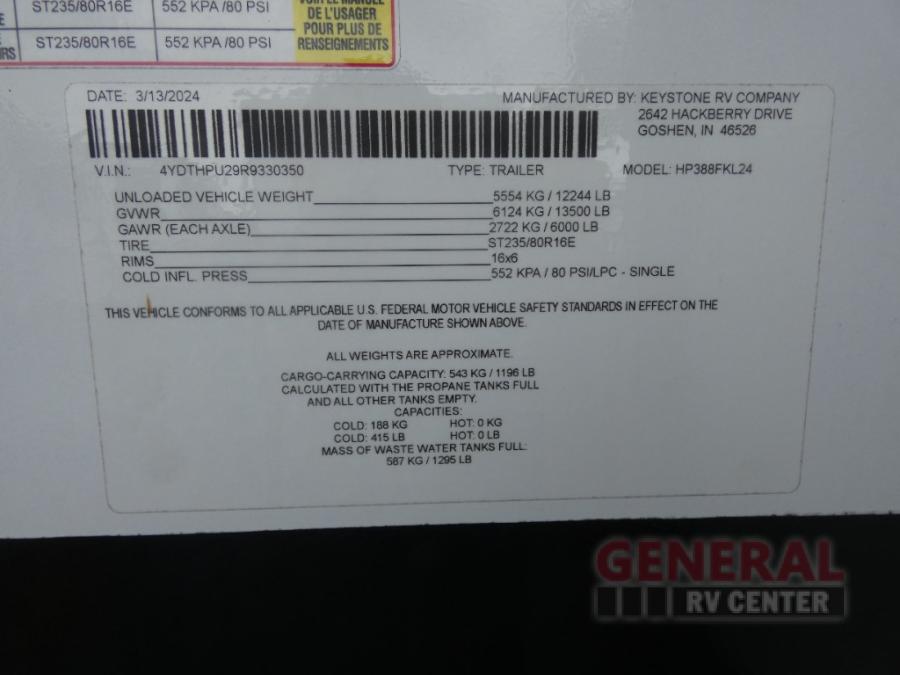 ST235/80R16E 552 KPA /80 PSI
ST235/80R16E 552 KPA /80 PSI
VOIR LE MANUEL
DE L'USAGER
POUR PLUS DE
RENSEIGNEMENTS
DATE: 3/13/2024
MANUFACTURED BY: KEYSTONE RV COMPANY
2642 HACKBERRY DRIVE
GOSHEN, IN 46526
V.I.N.: 4YDTHPU29R9330350 TYPE: TRAILER MODEL: HP388FKL24
UNLOADED VEHICLE WEIGHT 5554 KG / 12244 LB
GVWR 6124 KG / 13500 LB
GAWR (EACH AXLE) 2722 KG / 6000 LB
TIRE ST235/80R16E
RIMS 16x6
COLD INFL. PRESS 552 KPA / 80 PSI/LPC - SINGLE
THIS VEHICLE CONFORMS TO ALL APPLICABLE U.S. FEDERAL MOTOR VEHICLE SAFETY STANDARDS IN EFFECT ON THE
DATE OF MANUFACTURE SHOWN ABOVE.
ALL WEIGHTS ARE APPROXIMATE.
CARGO-CARRYING CAPACITY: 543 KG / 1196 LB
CALCULATED WITH THE PROPANE TANKS FULL
AND ALL OTHER TANKS EMPTY.
CAPACITIES:
COLD: 188 KG HOT: 0 KG
COLD: 415 LB HOT: 0 LB
MASS OF WASTE WATER TANKS FULL:
587 KG / 1295 LB
GENERAL
RV CENTER